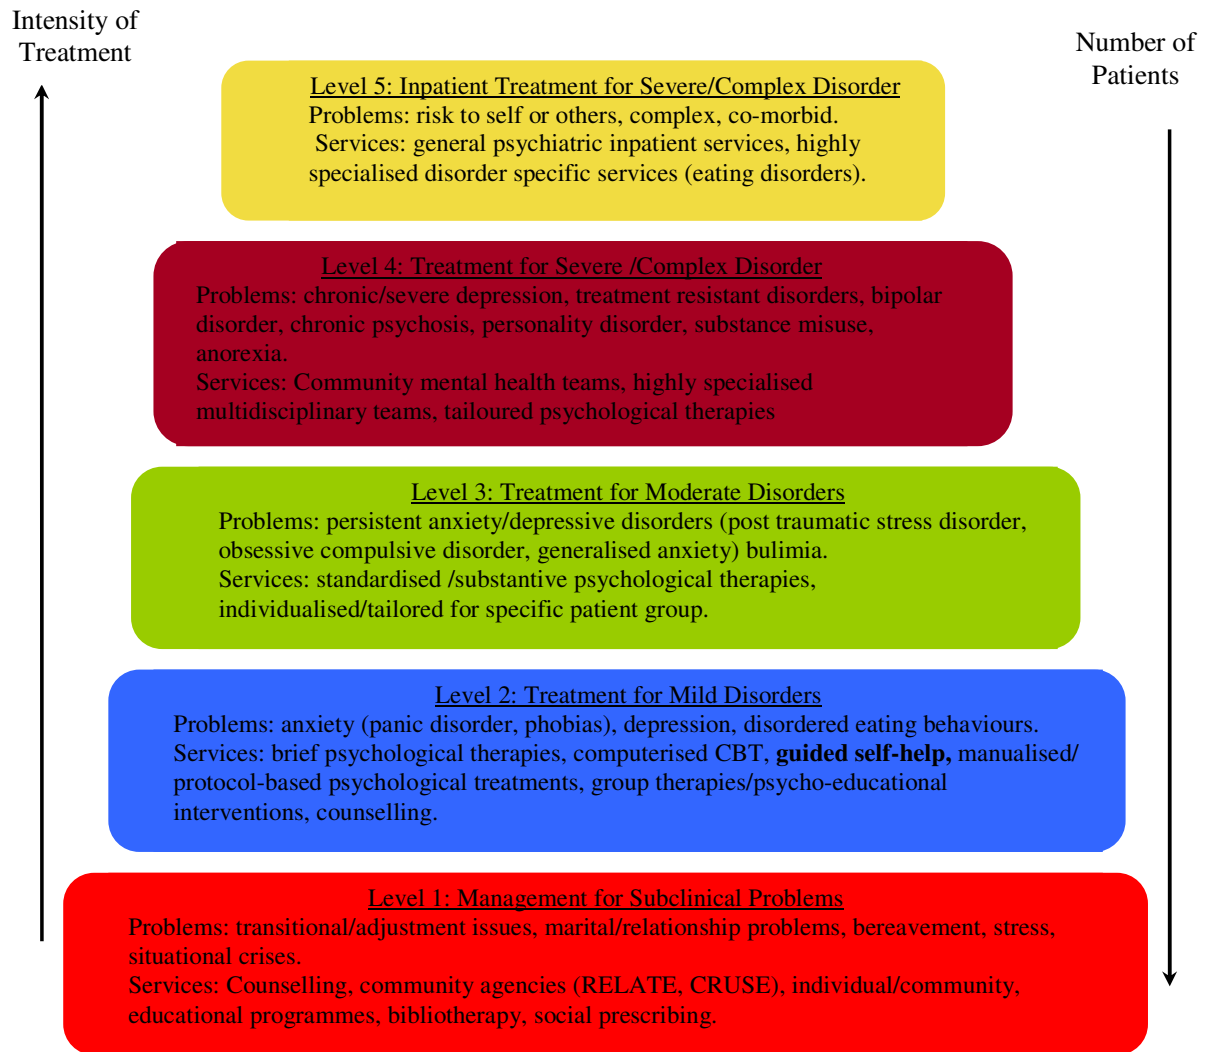 Intensity of
Treatment
Number of
Patients
Level 5: Inpatient Treatment for Severe/Complex Disorder
Problems: risk to self or others, complex, co-morbid.
Services: general psychiatric inpatient services, highly
specialised disorder specific services (eating disorders).
Level 4: Treatment for Severe /Complex Disorder
Problems: chronic/severe depression, treatment resistant disorders, bipolar
disorder, chronic psychosis, personality disorder, substance misuse,
anorexia.
Services: Community mental health teams, highly specialised
multidisciplinary teams, tailoured psychological therapies
Level 3: Treatment for Moderate Disorders
Problems: persistent anxiety/depressive disorders (post traumatic stress disorder,
obsessive compulsive disorder, generalised anxiety) bulimia.
Services: standardised /substantive psychological therapies,
individualised/tailored for specific patient group.
Level 2: Treatment for Mild Disorders
Problems: anxiety (panic disorder, phobias), depression, disordered eating behaviours.
Services: brief psychological therapies, computerised CBT, guided self-help, manualised/
protocol-based psychological treatments, group therapies/psycho-educational
interventions, counselling.
Level 1: Management for Subclinical Problems
Problems: transitional/adjustment issues, marital/relationship problems, bereavement, stress,
situational crises.
Services: Counselling, community agencies (RELATE, CRUSE), individual/community,
educational programmes, bibliotherapy, social prescribing.